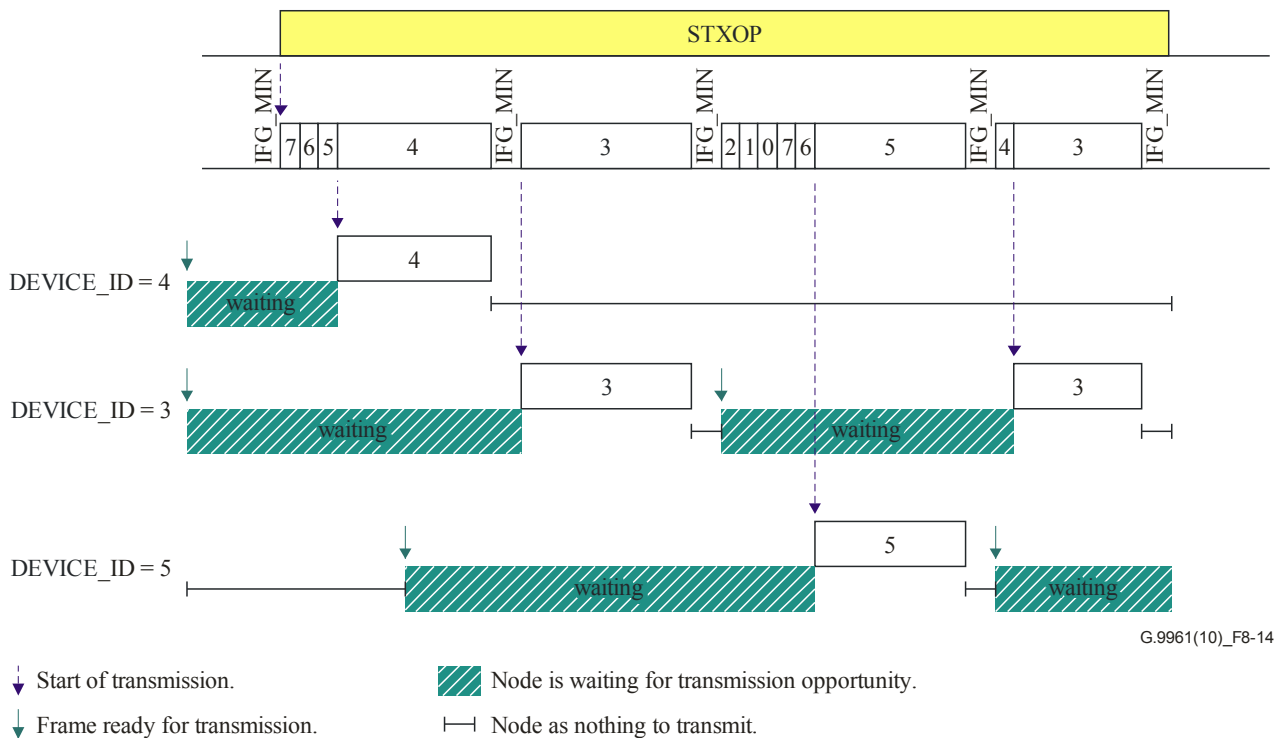 STXOP
IFG_MIN
IFG_MIN
IFG_MIN
IFG_MIN
IFG_MIN
7 6 5 4 3 2 1 0 7 6 5 4 3
4
DEVICE_ID = 4
waiting
3
3
DEVICE_ID = 3
waiting
waiting
5
DEVICE_ID = 5
waiting
waiting
G.9961(10)_F8-14
Start of transmission.
Node is waiting for transmission opportunity.
Frame ready for transmission.
Node as nothing to transmit.